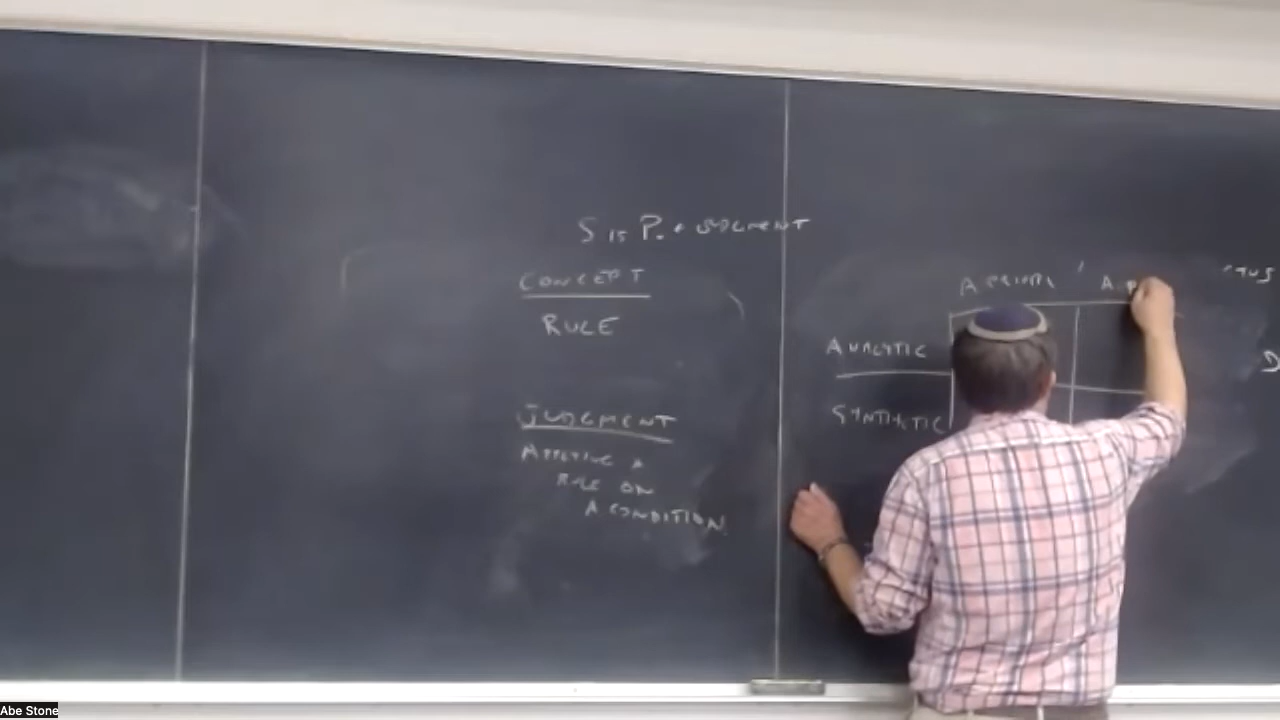 S is P. JUDGMENT
CONCEPT
RULE
JUDGMENT
APPLYING A
RULE ON
A CONDITION
A PRIORI
ANALYTIC
SYNTHETIC
D
Abe Stone